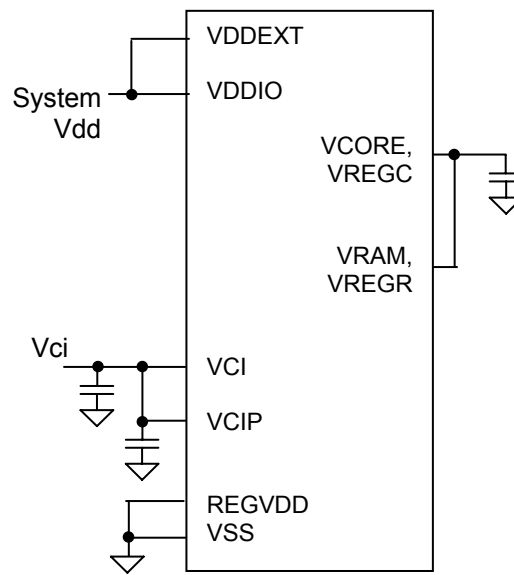 VDDEXT
System
Vdd
VDDIO
VCORE,
VREGC
VRAM,
VREGR
Vci
VCI
VCIP
REGVDD
VSS